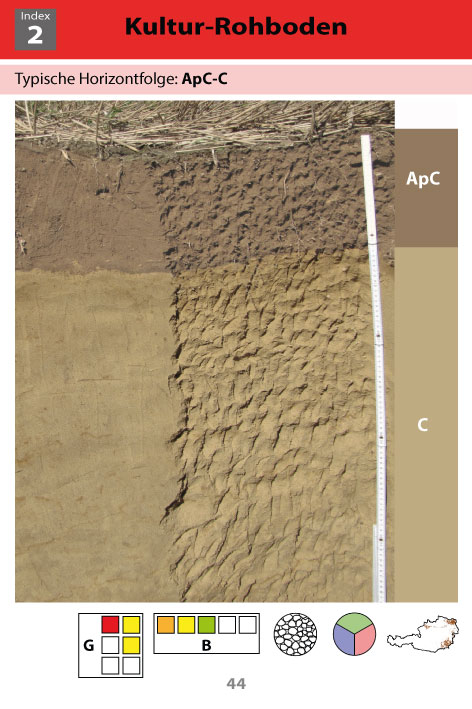 Index
2
Kultur-Rohboden
Typische Horizontfolge: ApC-C
ApC
C
G
B
44